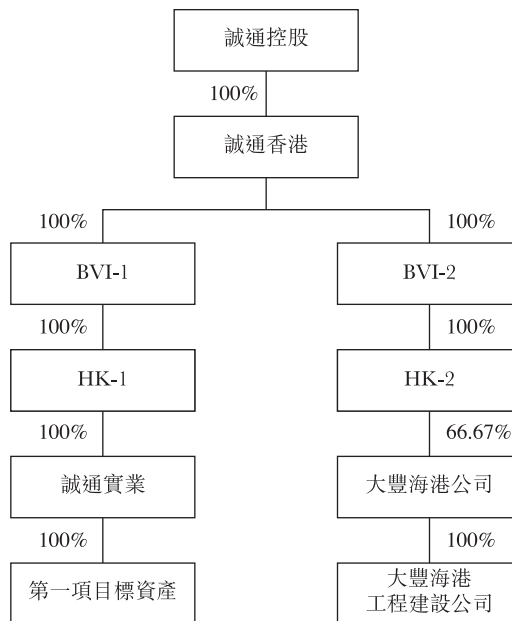 誠通控股
100%
誠通香港
100%
100%
BVI-1
BVI-2
100%
100%
HK-1
HK-2
100%
66.67%
誠通實業
大豐海港公司
100%
100%
第一項目標資產
大豐海港
工程建設公司